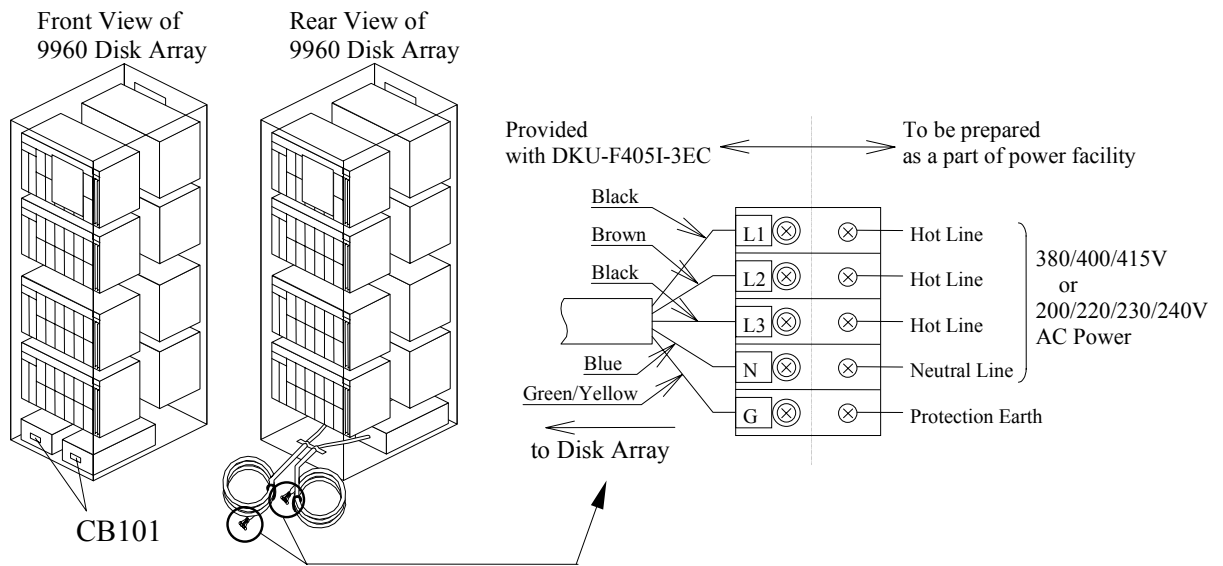 Front View of
9960 Disk Array
Rear View of
9960 Disk Array
Provided
with DKU-F405I-3EC
To be prepared
as a part of power facility
Black
Brown
Black
Blue
Green/Yellow
L1
Hot Line
L2
Hot Line
L3
Hot Line
N
Neutral Line
G
Protection Earth
380/400/415V
or
200/220/230/240V
AC Power
to Disk Array
CB101